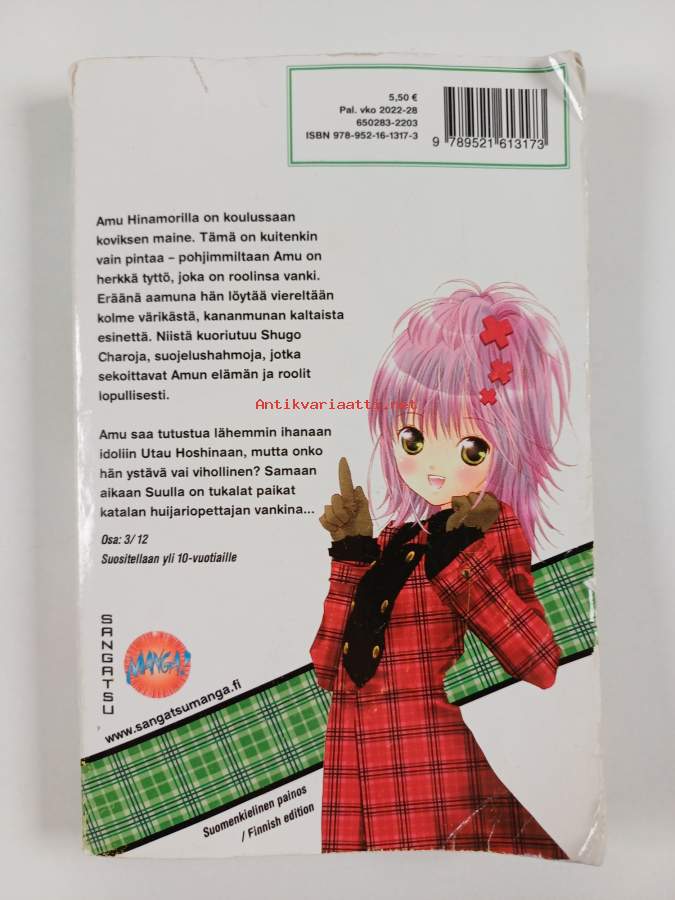 5,50 €
Pal. vko 2022-28
650283-2203
ISBN 978-952-16-1317-3
9 789521 613173
Amu Hinamorilla on koulussaan
koviksen maine. Tämä on kuitenkin
vain pintaa – pohjimmiltaan Amu on
herkkä tyttö, joka on roolinsa vanki.
Eräänä aamuna hän löytää viereltään
kolme värikästä, kananmunan kaltaista
esinettä. Niistä kuoriutuu Shugo
Charoja, suojelushahmoja, jotka
sekoittavat Amun elämän ja roolit
lopullisesti.
Antikvariaatti.net
Amu saa tutustua lähemmin ihanaan
idoliin Utau Hoshinaan, mutta onko
hän ystävä vai vihollinen? Samaan
aikaan Suulla on tukalat paikat
katalan huijariopettajan vankina...
Osa: 3/12
Suositellaan yli 10-vuotiaille
SANGATSU
MANGA!
www.sangatsumanga.fi
Suomenkielinen painos
/ Finnish edition